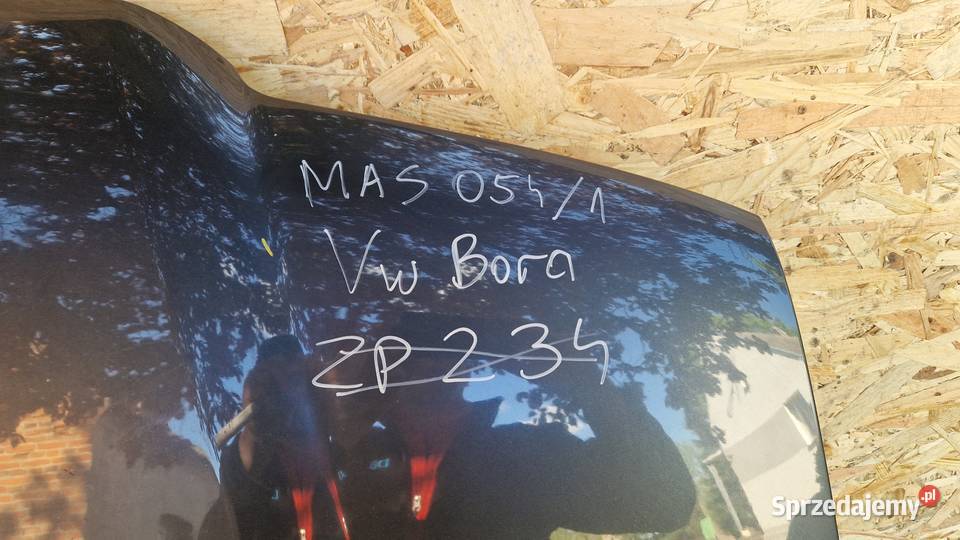 MAS 054/1
Vw Bora
ZP 234
Sprzedajemy.pl